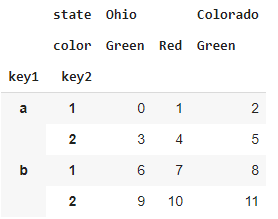 state Ohio Colorado
color Green Red Green
key1 key2
a 1 0 1 2
2 3 4 5
b 1 6 7 8
2 9 10 11